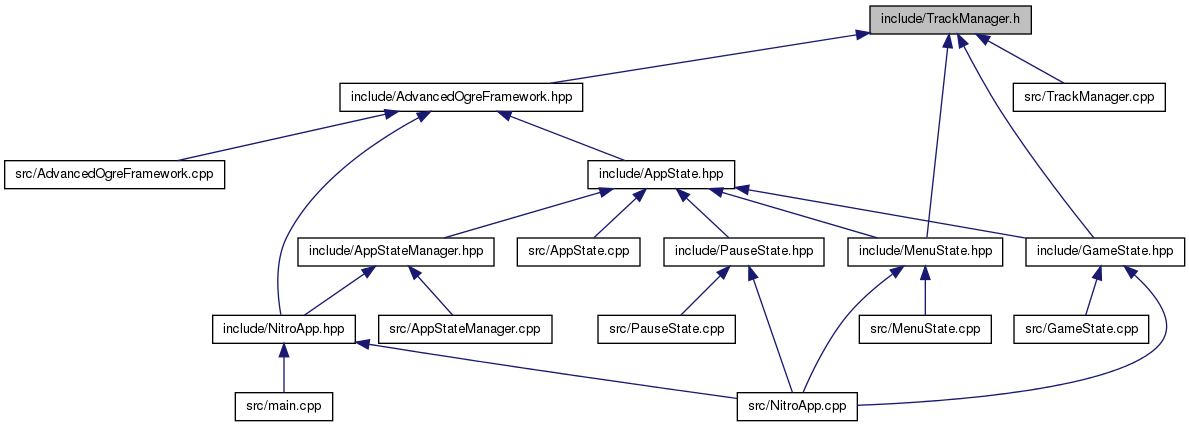 include/TrackManager.h
include/AdvancedOgreFramework.hpp
src/TrackManager.cpp
src/AdvancedOgreFramework.cpp
include/AppState.hpp
include/AppStateManager.hpp
src/AppState.cpp
include/PauseState.hpp
include/MenuState.hpp
include/GameState.hpp
include/NitroApp.hpp
src/AppStateManager.cpp
src/PauseState.cpp
src/MenuState.cpp
src/GameState.cpp
src/main.cpp
src/NitroApp.cpp